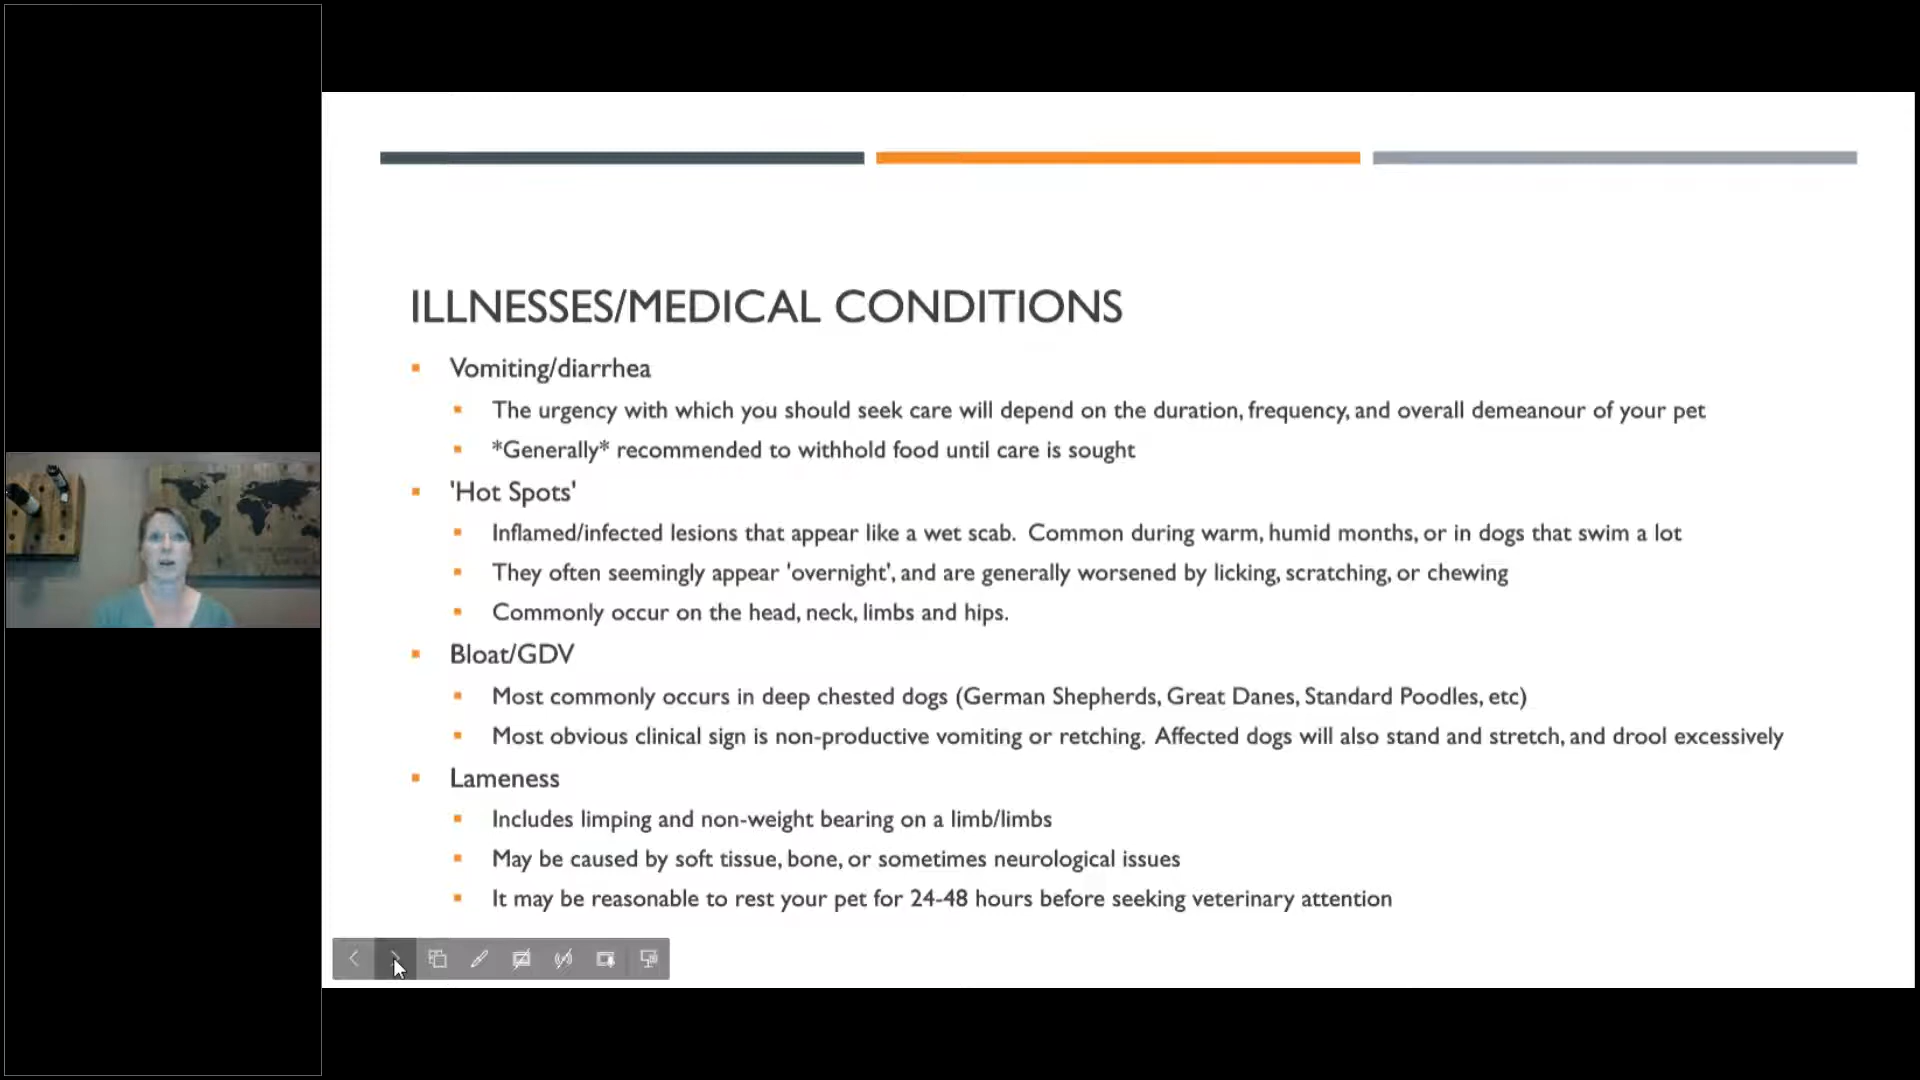 ILLNESSES/MEDICAL CONDITIONS
Vomiting/diarrhea
The urgency with which you should seek care will depend on the duration, frequency, and overall demeanour of your pet
*Generally* recommended to withhold food until care is sought
'Hot Spots'
Inflamed/infected lesions that appear like a wet scab.  Common during warm, humid months, or in dogs that swim a lot
They often seemingly appear 'overnight', and are generally worsened by licking, scratching, or chewing
Commonly occur on the head, neck, limbs and hips.
Bloat/GDV
Most commonly occurs in deep chested dogs (German Shepherds, Great Danes, Standard Poodles, etc)
Most obvious clinical sign is non-productive vomiting or retching.  Affected dogs will also stand and stretch, and drool excessively
Lameness
Includes limping and non-weight bearing on a limb/limbs
May be caused by soft tissue, bone, or sometimes neurological issues
It may be reasonable to rest your pet for 24-48 hours before seeking veterinary attention